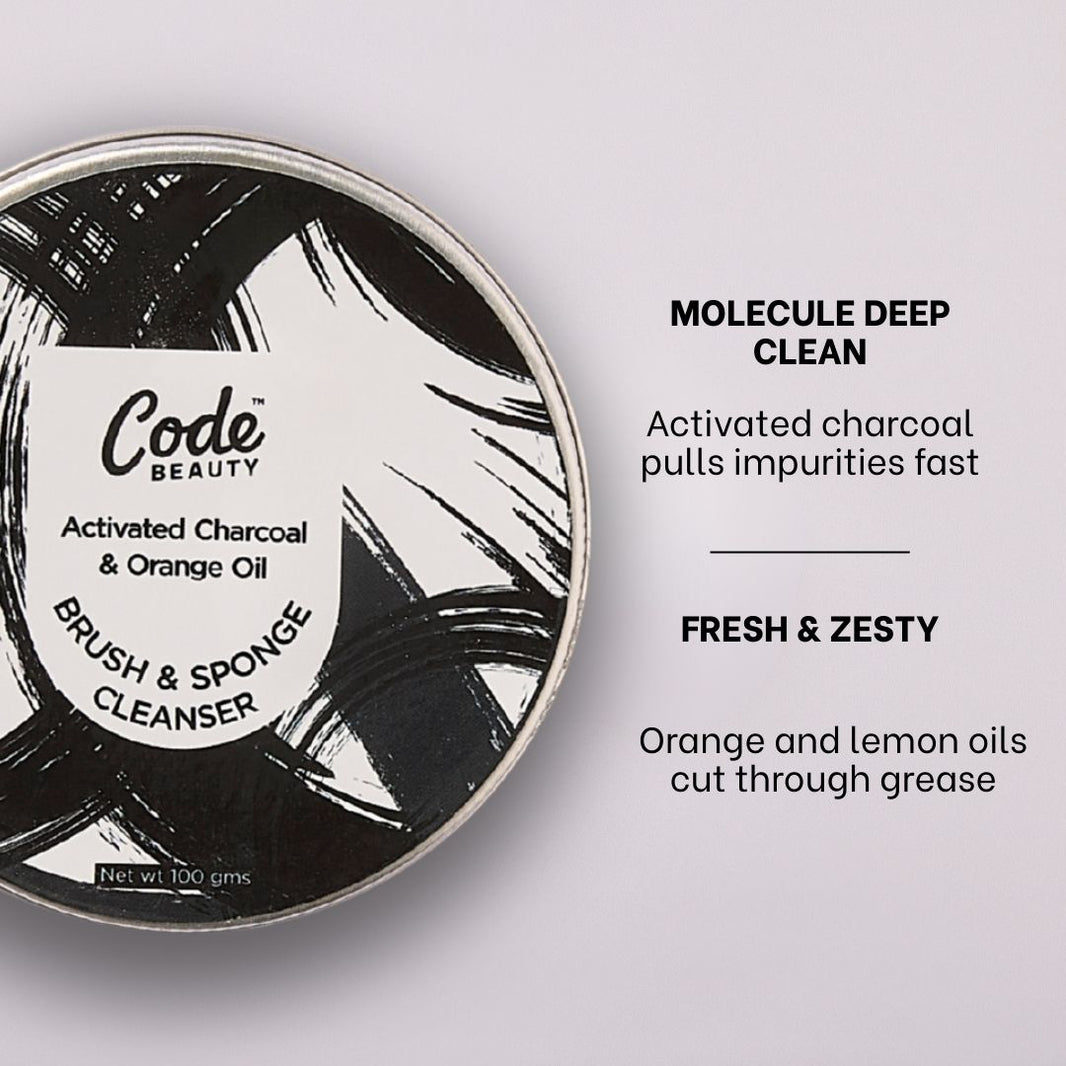 Code™
BEAUTY
Activated Charcoal
& Orange Oil
BRUSH & SPONGE
CLEANSER
Net wt 100 gms
MOLECULE DEEP
CLEAN
Activated charcoal
pulls impurities fast
FRESH & ZESTY
Orange and lemon oils
cut through grease